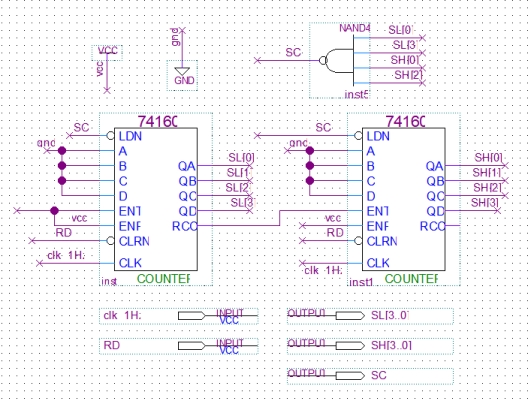 NAND4
VCC
vcc
gnd
GND
SC
SL[0
SL[3
SH[0]
SH[2]
inst5
74160
SC
LDN
gnd
A
B
C
D
ENT
vcc
ENP
RD
CLRN
clk 1H:
CLK
QA
QB
QC
QD
RCO
SL[0]
SL[1
SL[2
SL[3
inst
COUNTER
74160
SC
LDN
gnd
A
B
C
D
ENT
vcc
ENP
RD
CLRN
clk 1H:
CLK
QA
QB
QC
QD
RCO
SH[0]
SH[1]
SH[2]
SH[3]
inst1
COUNTER
clk 1H:
INPUT
VCC
OUTPUT
SL[3..0]
RD
INPUT
VCC
OUTPUT
SH[3..0]
OUTPUT
SC